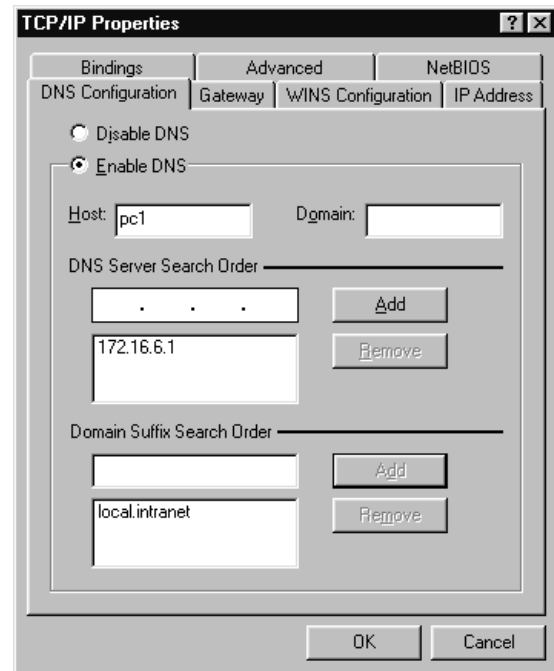 TCP/IP Properties ? X
Bindings Advanced NetBIOS
DNS Configuration Gateway WINS Configuration IP Address
Disable DNS
Enable DNS
Host: pc1 Domain:
DNS Server Search Order
. . . Add
172.16.6.1 Remove
Domain Suffix Search Order
Add
local.intranet Remove
OK Cancel